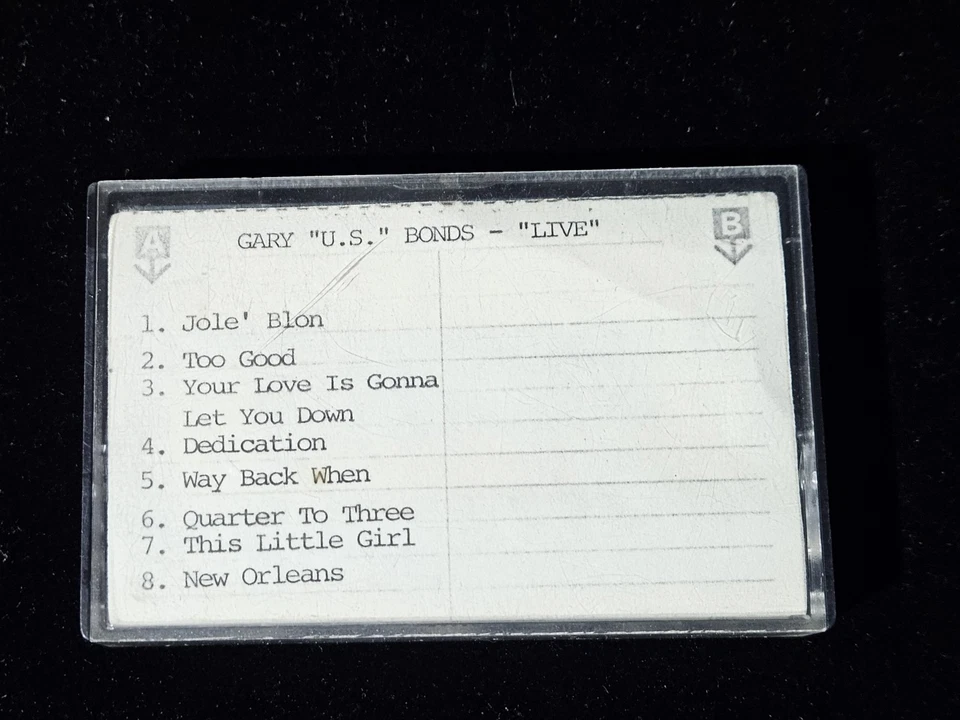 A
B
GARY "U.S." BONDS - "LIVE"
1. Jole' Blon
2. Too Good
3. Your Love Is Gonna
Let You Down
4. Dedication
5. Way Back When
6. Quarter To Three
7. This Little Girl
8. New Orleans